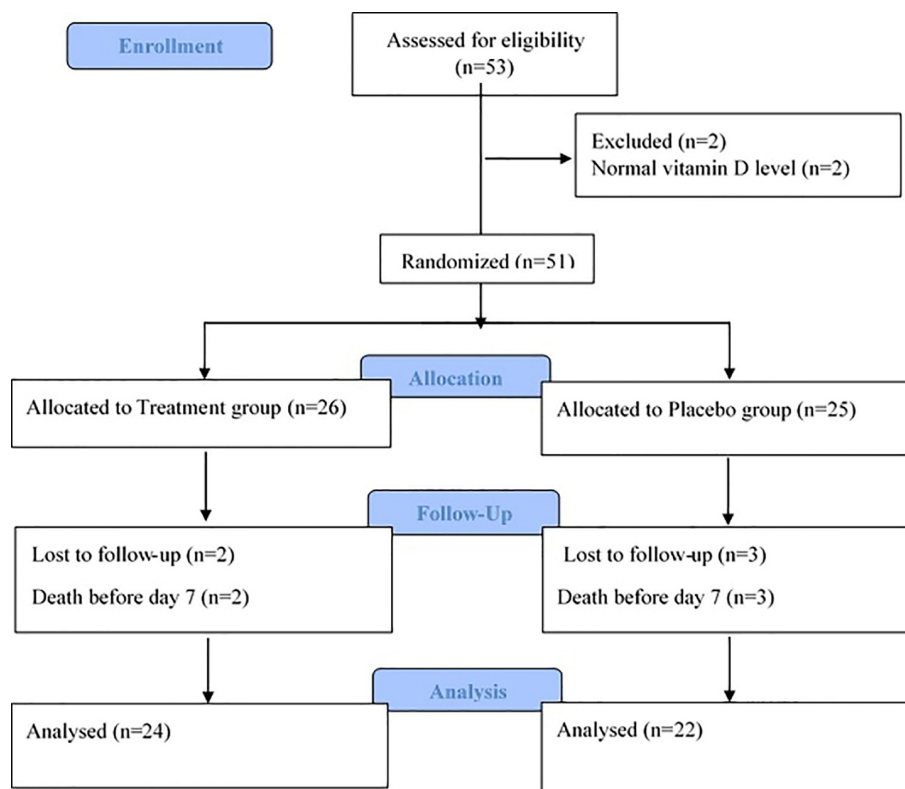 Enrollment
Assessed for eligibility
(n=53)
Excluded (n=2)
Normal vitamin D level (n=2)
Randomized (n=51)
Allocation
Allocated to Treatment group (n=26)
Allocated to Placebo group (n=25)
Follow-Up
Lost to follow-up (n=2)
Death before day 7 (n=2)
Lost to follow-up (n=3)
Death before day 7 (n=3)
Analysis
Analysed (n=24)
Analysed (n=22)